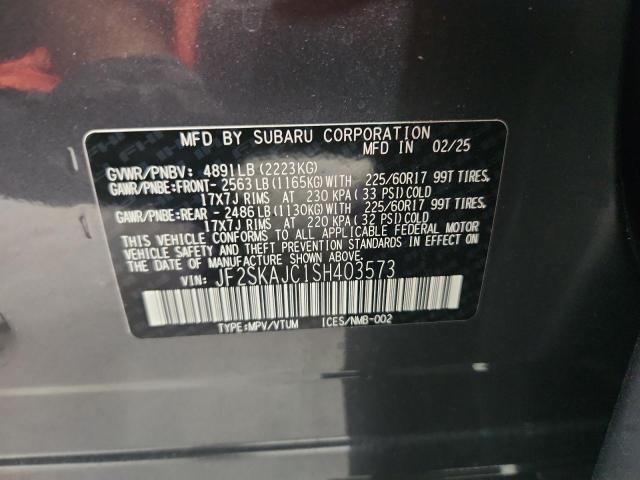 MFD BY SUBARU CORPORATION
MFD IN 02/25
GVWR/PNBV: 4891LB (2223KG)
GAWR/PNBE:FRONT- 2563LB (1165KG)WITH 225/60R17 99T TIRES,
17X7J RIMS AT 230 KPA (33 PSI)COLD
GAWR/PNBE:REAR - 2486LB (1130KG)WITH 225/60R17 99T TIRES,
17X7J RIMS AT 220 KPA (32 PSI)COLD
THIS VEHICLE CONFORMS TO ALL APPLICABLE FEDERAL MOTOR
VEHICLE SAFETY AND THEFT PREVENTION STANDARDS IN EFFECT ON
THE DATE OF MANUFACTURE SHOWN ABOVE.
VIN: JF2SKAJC1SH403573
TYPE:MPV/VTUM ICES/NMB-002